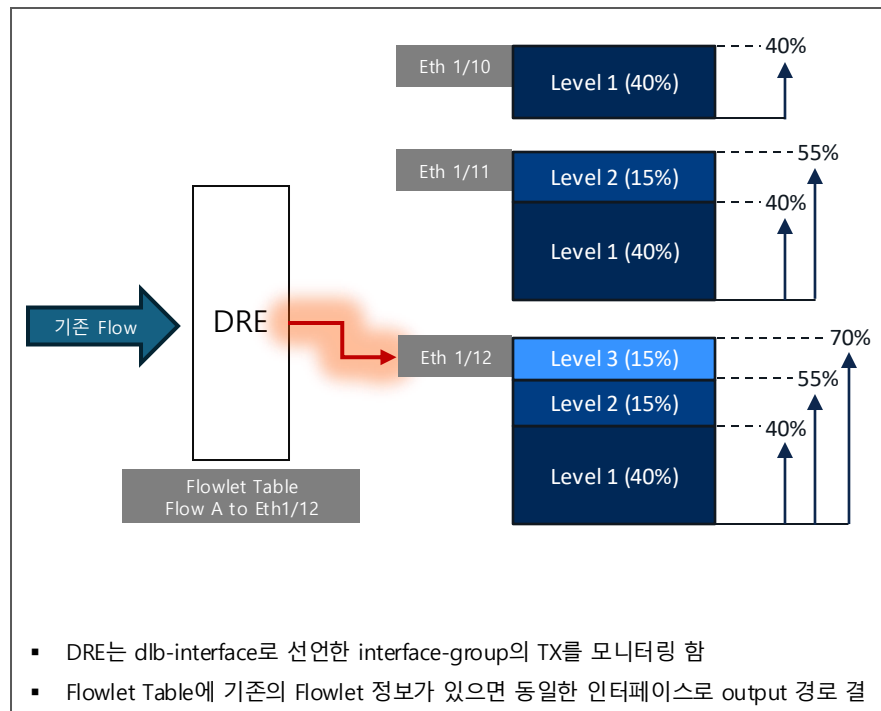 Eth 1/10
Level 1 (40%)
40%
Eth 1/11
Level 2 (15%)
Level 1 (40%)
55%
40%
기존 Flow
DRE
Eth 1/12
Level 3 (15%)
Level 2 (15%)
Level 1 (40%)
70%
55%
40%
Flowlet Table
Flow A to Eth1/12
▪ DRE는 dlb-interface로 선언한 interface-group의 TX를 모니터링 함
▪ Flowlet Table에 기존의 Flowlet 정보가 있으면 동일한 인터페이스로 output 경로 결